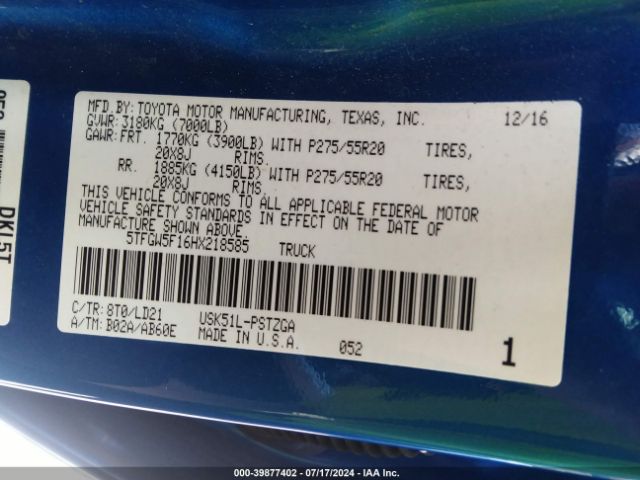 MFD.BY: TOYOTA MOTOR MANUFACTURING, TEXAS, INC. 12/16
GVWR: 3180KG (7000LB)
GAWR: FRT. 1770KG (3900LB) WITH P275/55R20 TIRES,
20X8J RIMS.
RR. 1885KG (4150LB) WITH P275/55R20 TIRES,
20X8J RIMS.
THIS VEHICLE CONFORMS TO ALL APPLICABLE FEDERAL MOTOR
VEHICLE SAFETY STANDARDS IN EFFECT ON THE DATE OF
MANUFACTURE SHOWN ABOVE.
5TFGW5F16HX218585 TRUCK
C/TR: 8T0/LD21 USK51L-PSTZGA
A/TM: B02A/AB60E MADE IN U.S.A. 052 1
DKL5T
000-39877402 - 07/17/2024 - IAA Inc.